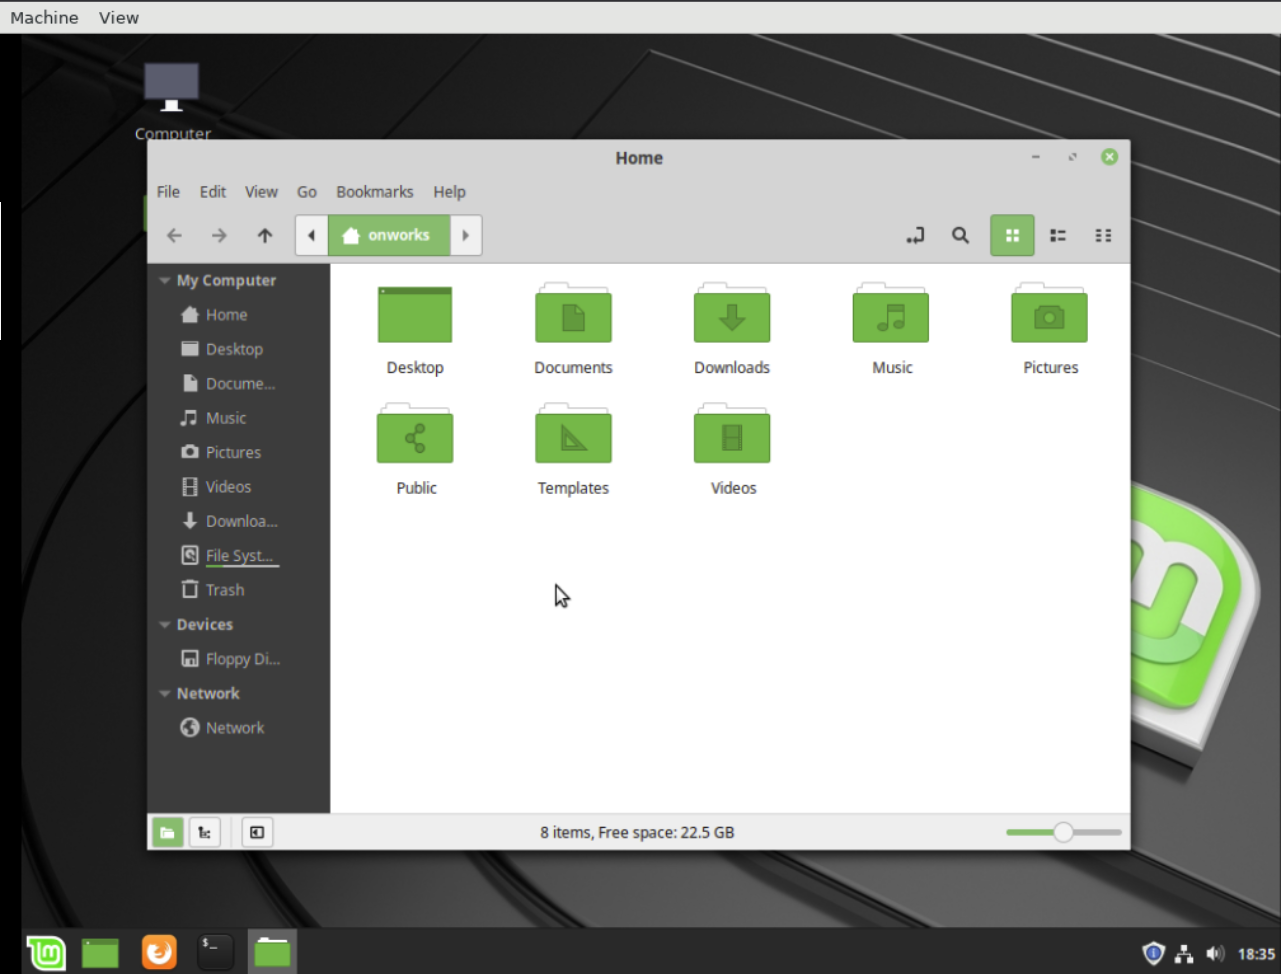 Machine View
Computer
Home
File Edit View Go Bookmarks Help
onworks
My Computer
Home
Desktop
Docume...
Music
Pictures
Videos
Downloa...
File Syst...
Trash
Devices
Floppy Di...
Network
Network
Desktop Documents Downloads Music Pictures
Public Templates Videos
8 items, Free space: 22.5 GB
$_
18:35